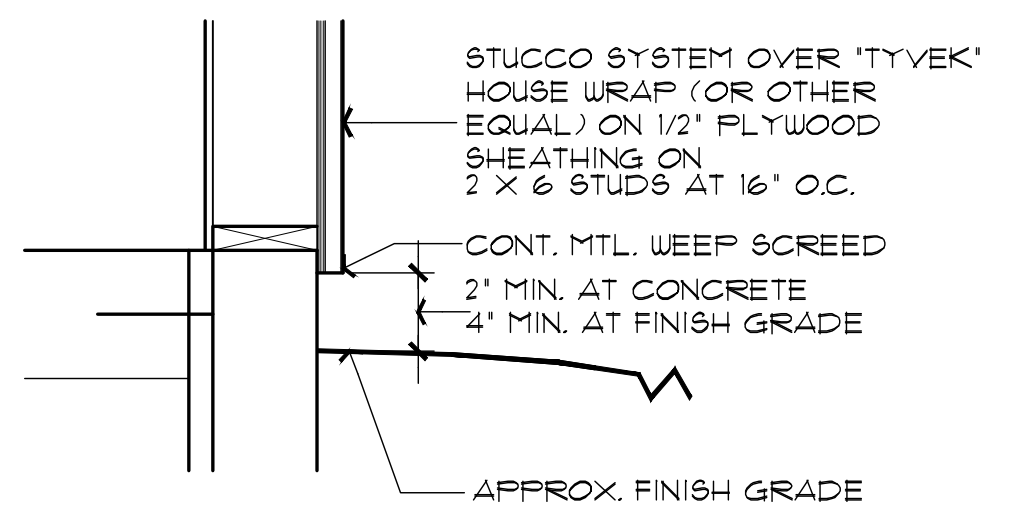 STUCCO SYSTEM OVER "TYVEK"
HOUSE WRAP (OR OTHER
EQUAL) ON 1/2" PLYWOOD
SHEATHING ON
2 X 6 STUDS AT 16" O.C.
CONT. MTL. WEEP SCREED
2" MIN. AT CONCRETE
4" MIN. AT FINISH GRADE
APPROX. FINISH GRADE